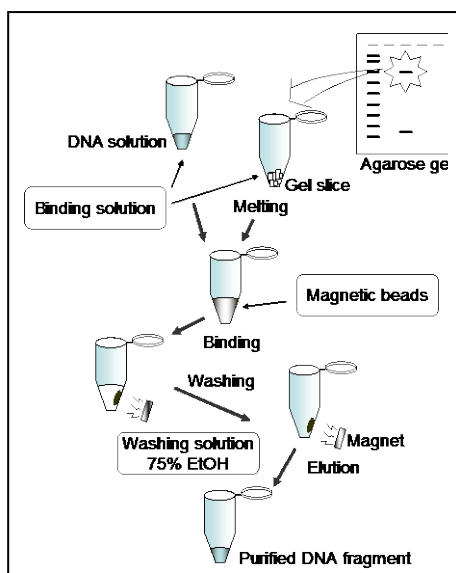 DNA solution
Agarose ge
Gel slice
Binding solution
Melting
Magnetic beads
Binding
Washing
Washing solution
75% EtOH
Magnet
Elution
Purified DNA fragment